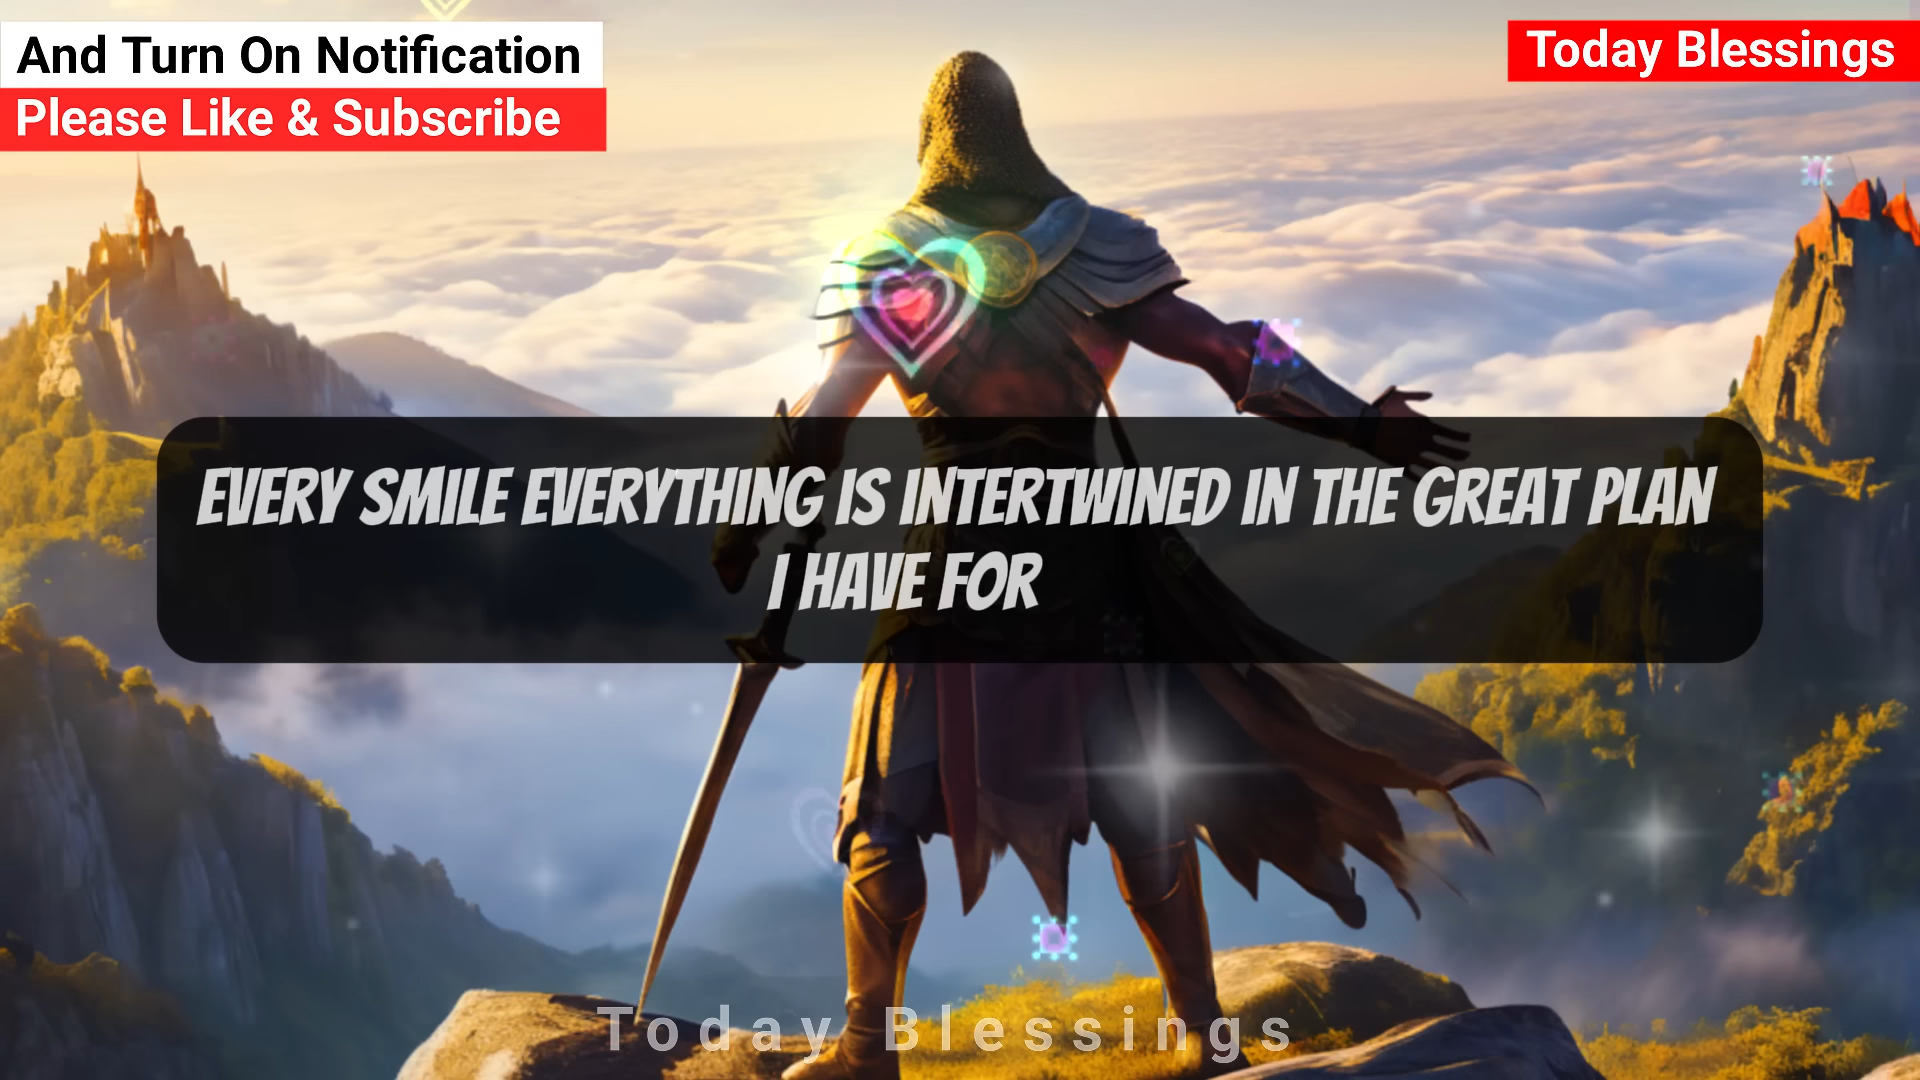 And Turn On Notification
Please Like & Subscribe
Today Blessings
EVERY SMILE EVERYTHING IS INTERTWINED IN THE GREAT PLAN
I HAVE FOR
Today Blessings